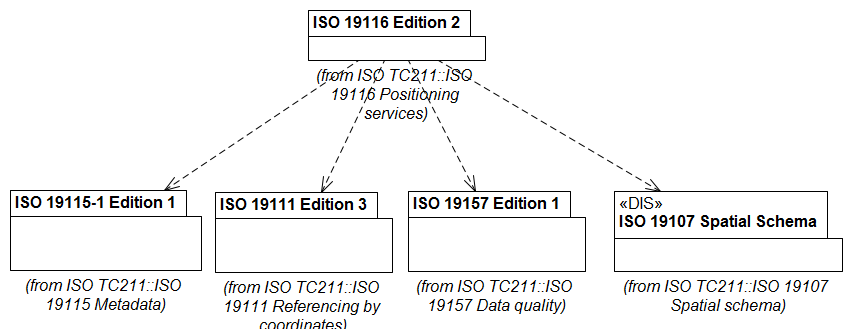 ISO 19116 Edition 2
(from ISO TC211::ISO
19116 Positioning
services)
ISO 19115-1 Edition 1
ISO 19111 Edition 3
ISO 19157 Edition 1
«DIS»
ISO 19107 Spatial Schema
(from ISO TC211::ISO
19115 Metadata)
(from ISO TC211::ISO
19111 Referencing by
coordinates)
(from ISO TC211::ISO
19157 Data quality)
(from ISO TC211::ISO 19107
Spatial schema)